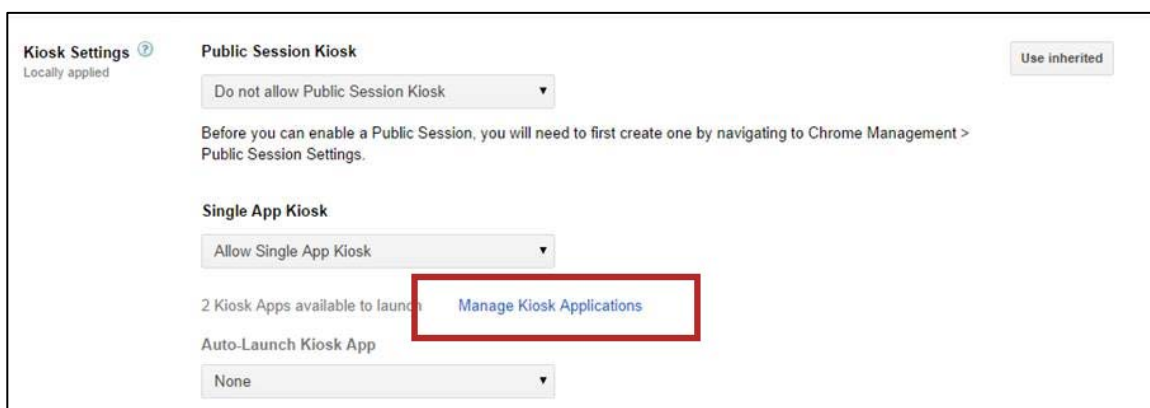 Kiosk Settings ?
Locally applied
Public Session Kiosk
Use inherited
Do not allow Public Session Kiosk
Before you can enable a Public Session, you will need to first create one by navigating to Chrome Management >
Public Session Settings.
Single App Kiosk
Allow Single App Kiosk
2 Kiosk Apps available to launch Manage Kiosk Applications
Auto-Launch Kiosk App
None